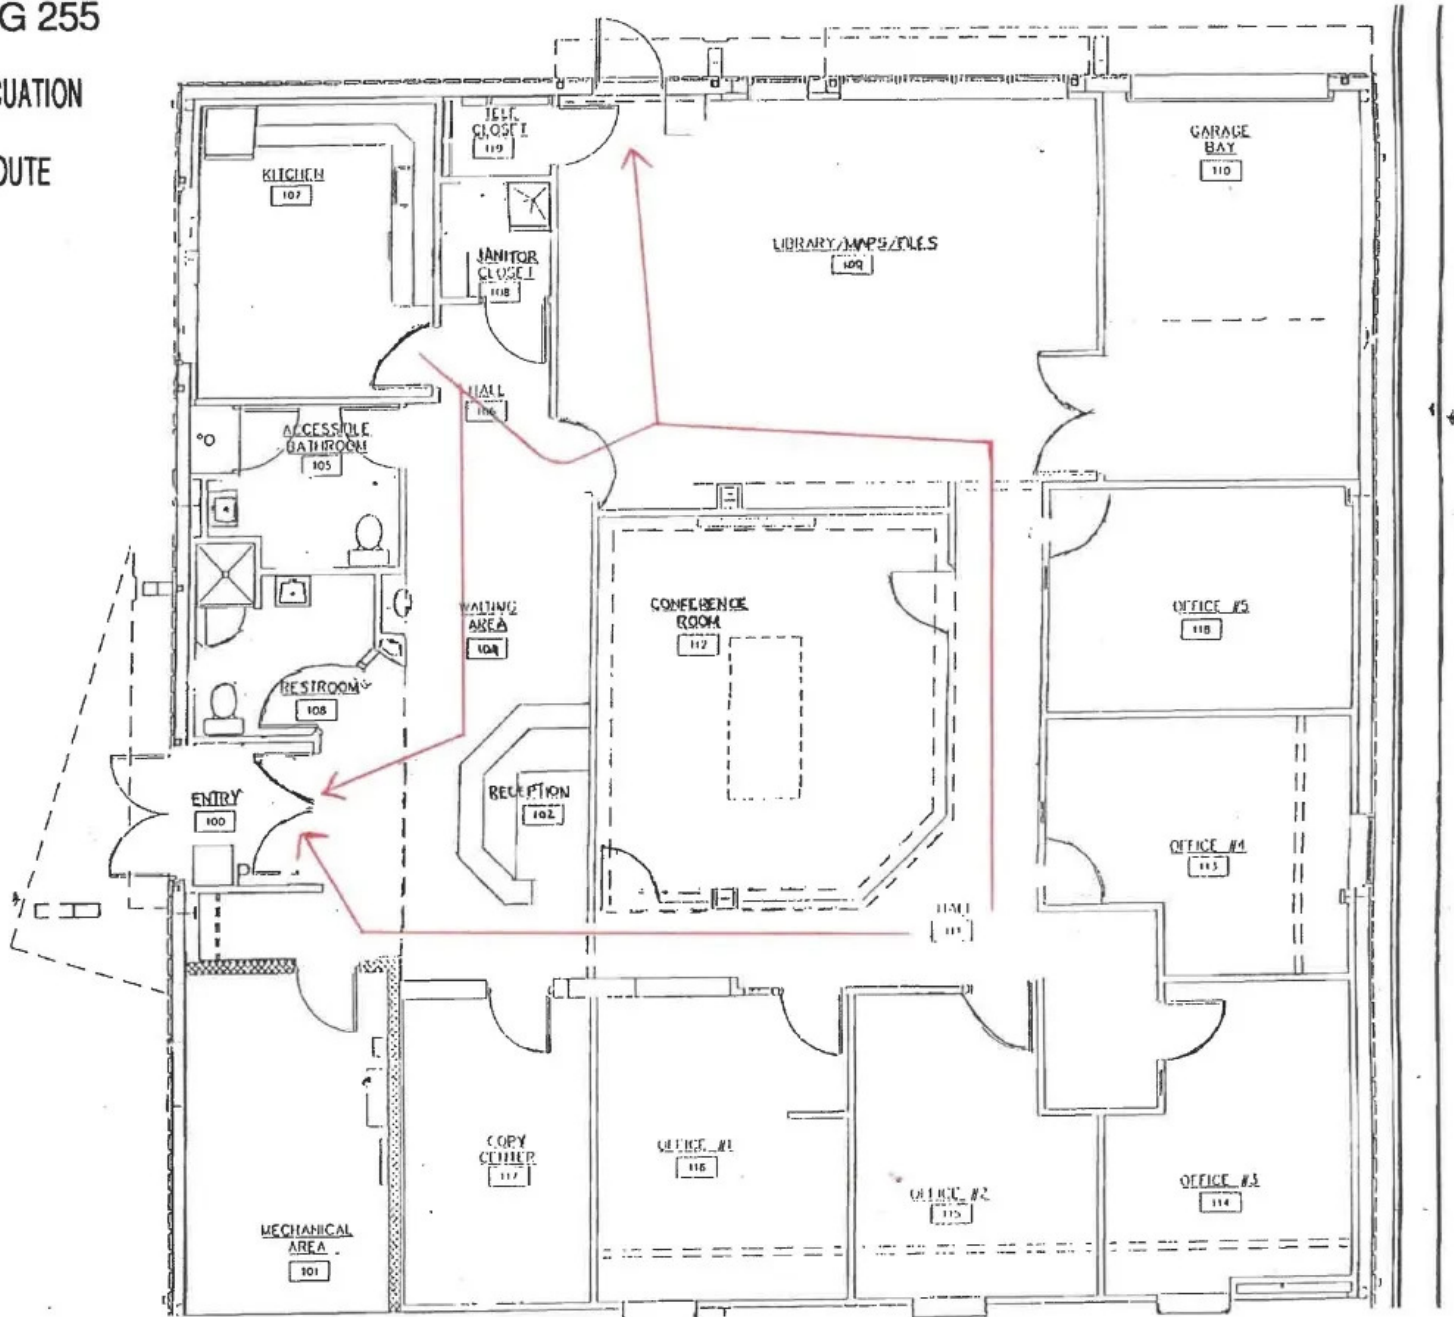 G 255
CUATION
OUTE
TELE.
CLOSET
119
GARAGE
BAY
110
KITCHEN
107
LIBRARY/MAPS/FILES
109
JANITOR
CLOSET
108
HALL
106
ACCESSIBLE
BATHROOM
105
WAITING
AREA
104
CONFERENCE
ROOM
112
OFFICE #5
118
RESTROOM
108
ENTRY
100
RECEPTION
102
OFFICE #4
113
HALL
111
COPY
CENTER
117
OFFICE #1
116
OFFICE #2
115
OFFICE #3
114
MECHANICAL
AREA
101